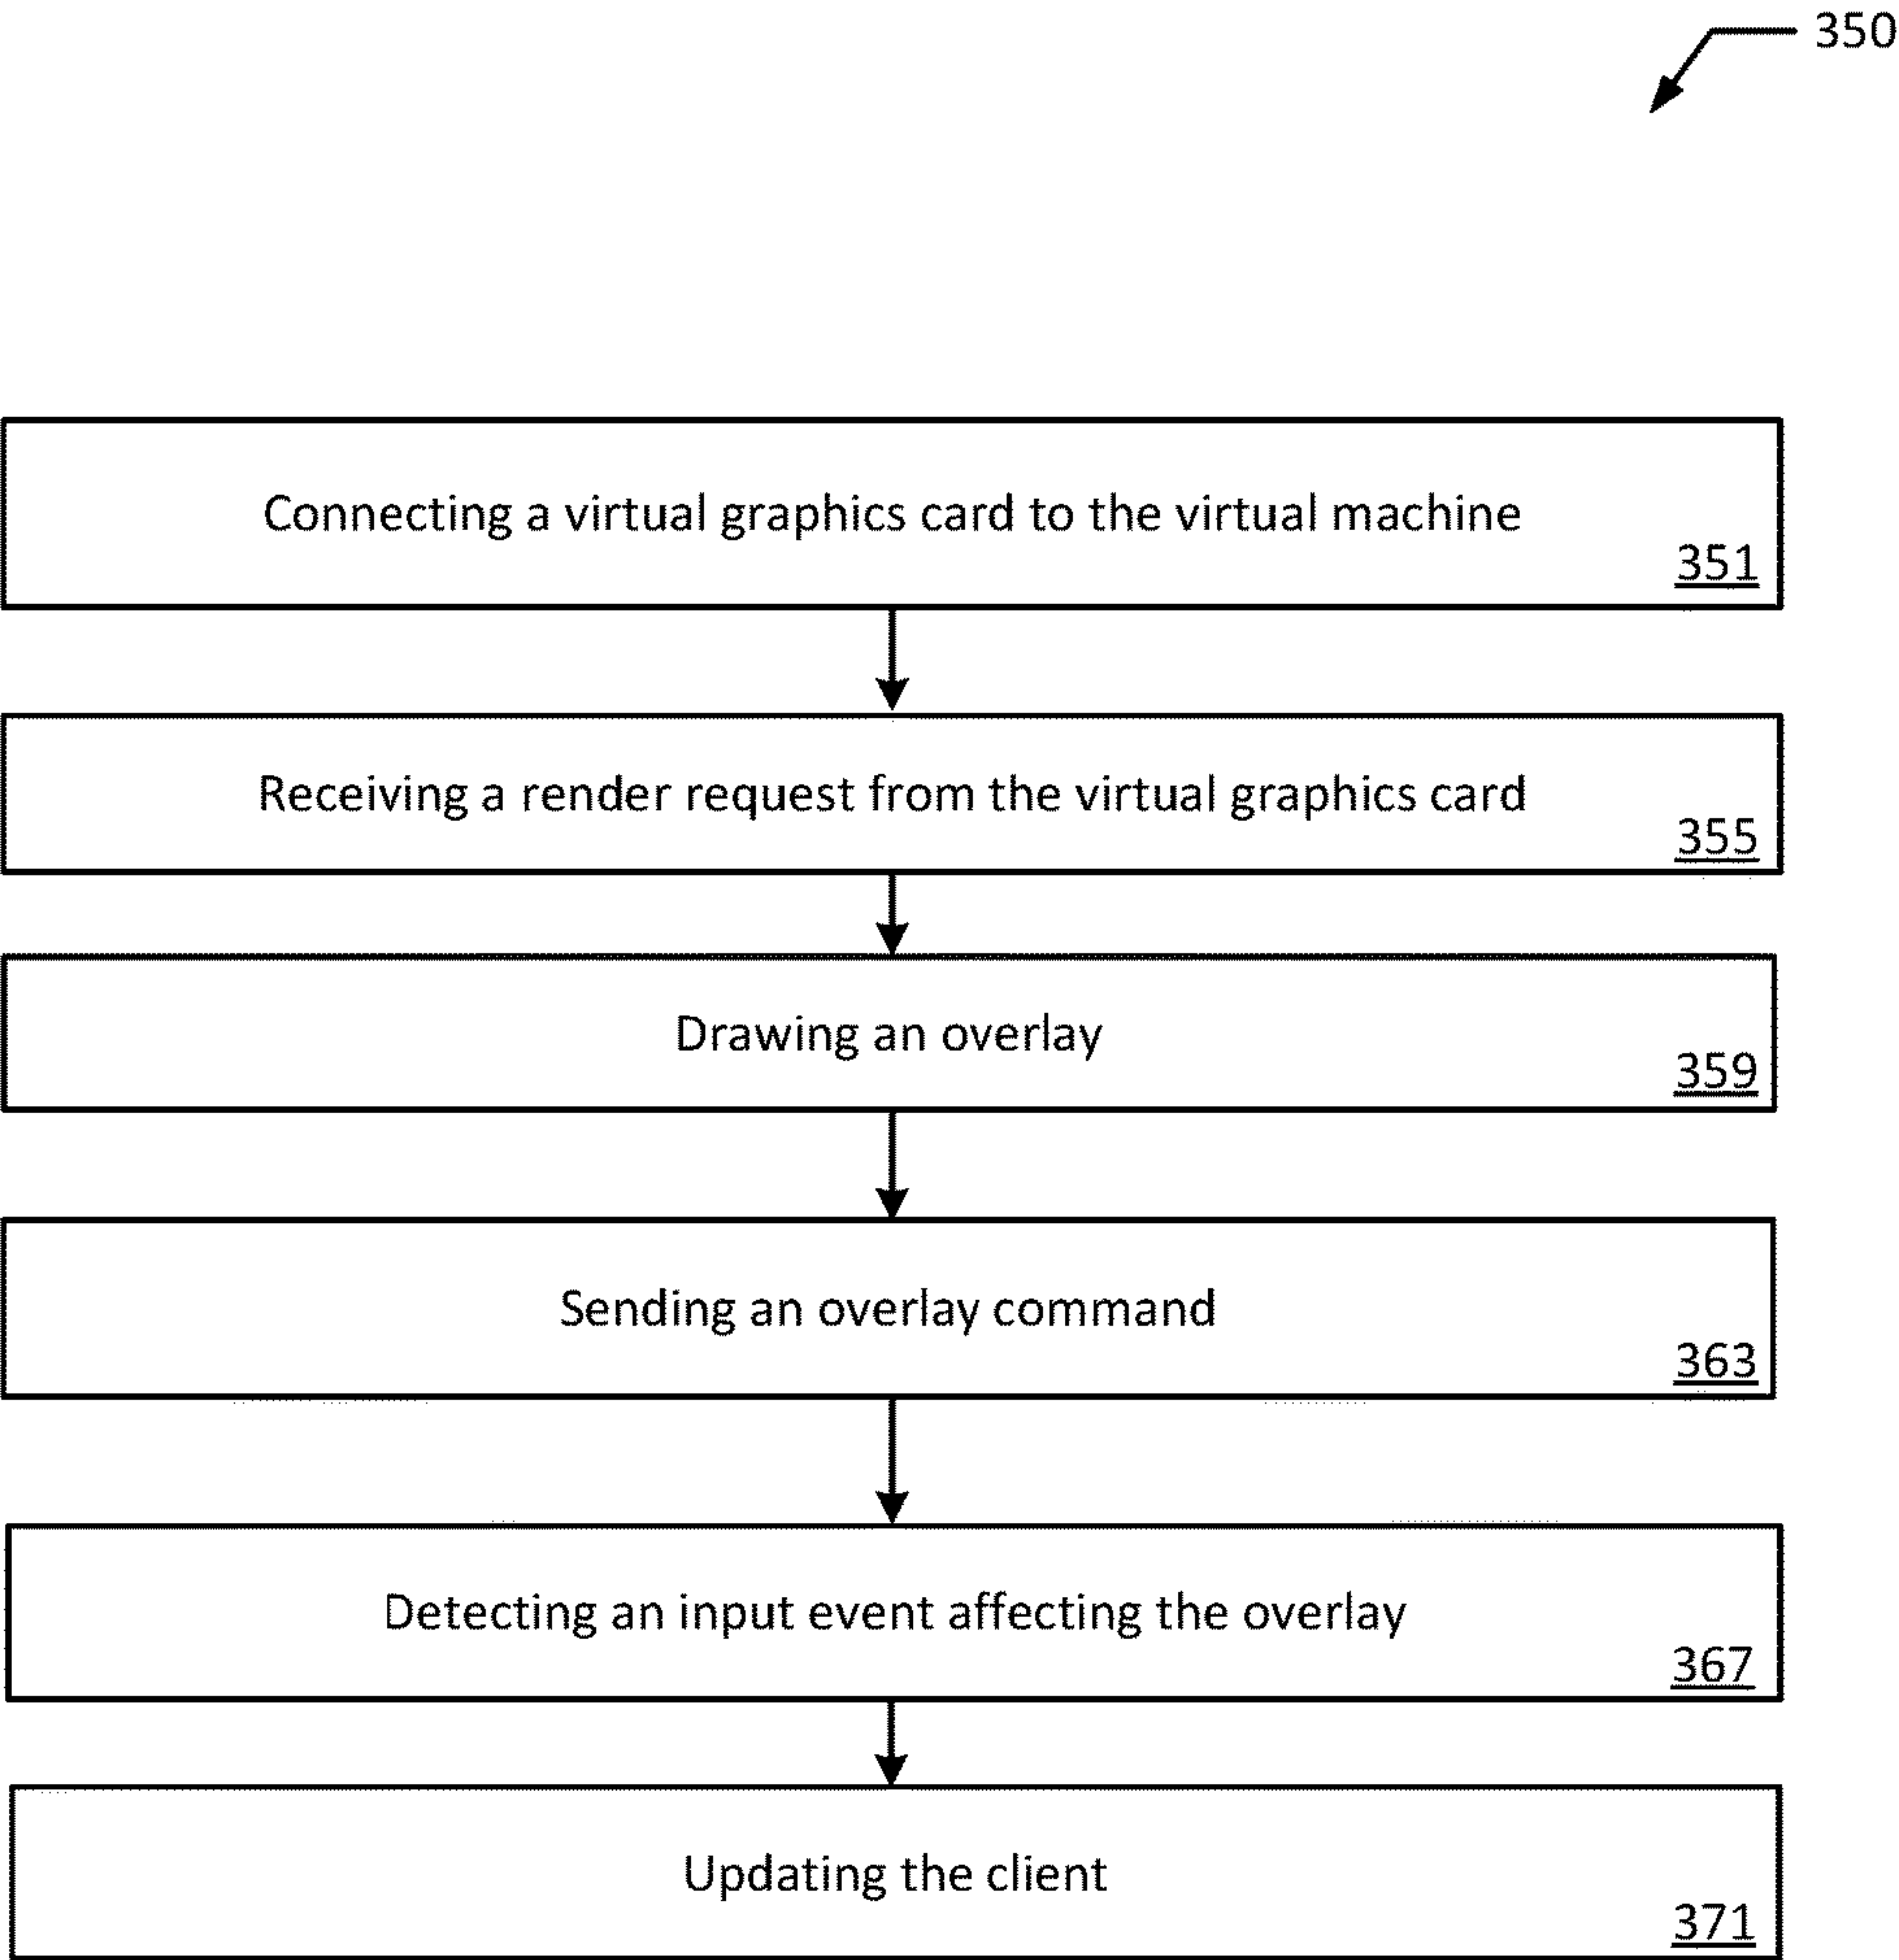 350
Connecting a virtual graphics card to the virtual machine
351
Receiving a render request from the virtual graphics card
355
Drawing an overlay
359
Sending an overlay command
363
Detecting an input event affecting the overlay
367
Updating the client
371